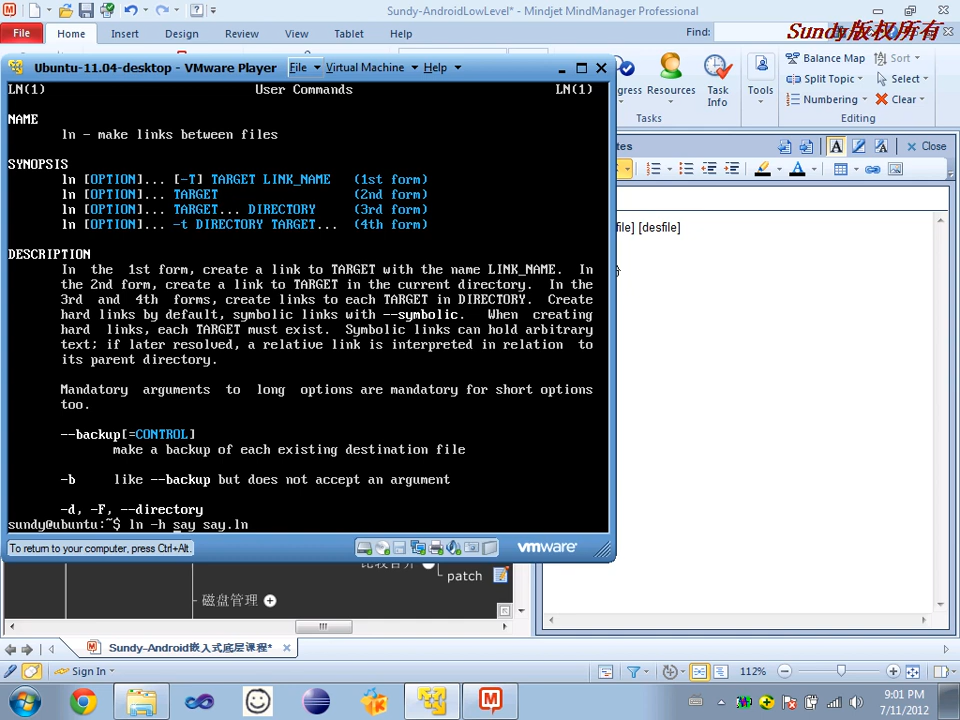 Sundy-AndroidLowLevel* - Mindjet MindManager Professional
File Home Insert Design Review View Tablet Help Find:
Sundy版权所有
Balance Map Sort
Resources Task Info Tools Split Topic Select
Numbering Clear
Tasks Editing
Ubuntu-11.04-desktop - VMware Player File Virtual Machine Help
LN(1) User Commands LN(1)
NAME
ln - make links between files
SYNOPSIS
ln [OPTION]... [-T] TARGET LINK_NAME (1st form)
ln [OPTION]... TARGET (2nd form)
ln [OPTION]... TARGET... DIRECTORY (3rd form)
ln [OPTION]... -t DIRECTORY TARGET... (4th form)
DESCRIPTION
In the 1st form, create a link to TARGET with the name LINK_NAME. In
the 2nd form, create a link to TARGET in the current directory. In the
3rd and 4th forms, create links to each TARGET in DIRECTORY. Create
hard links by default, symbolic links with --symbolic. When creating
hard links, each TARGET must exist. Symbolic links can hold arbitrary
text; if later resolved, a relative link is interpreted in relation to
its parent directory.
Mandatory arguments to long options are mandatory for short options
too.
--backup[=CONTROL]
make a backup of each existing destination file
-b like --backup but does not accept an argument
-d, -F, --directory
sundy@ubuntu:~$ ln -h say say.ln
To return to your computer, press Ctrl+Alt.
vmware
Close
[desfile]
patch
磁盘管理
Sundy-Android嵌入式底层课程*
Sign In 112%
9:01 PM
7/11/2012